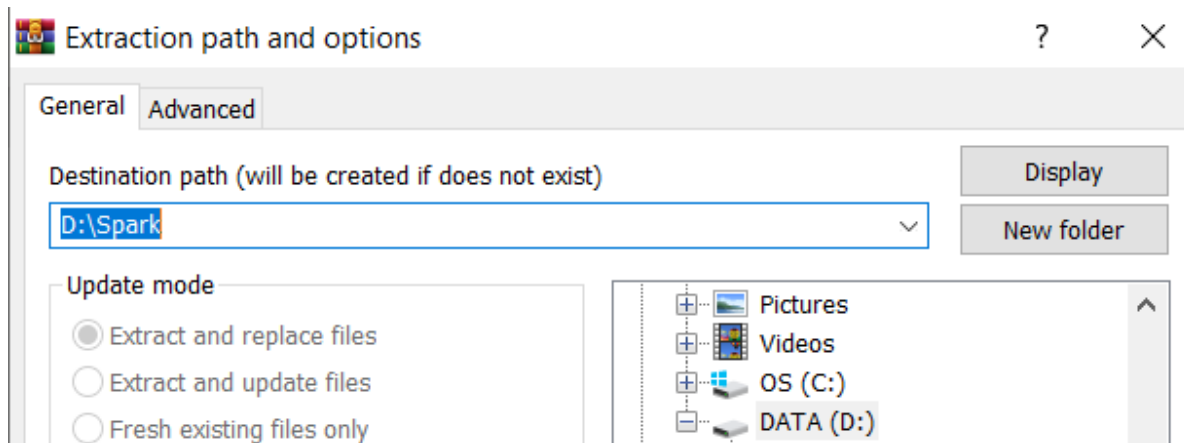 Extraction path and options
?
General
Advanced
Destination path (will be created if does not exist)
Display
D:\Spark
New folder
Update mode
Extract and replace files
Extract and update files
Fresh existing files only
Pictures
Videos
OS (C:)
DATA (D:)